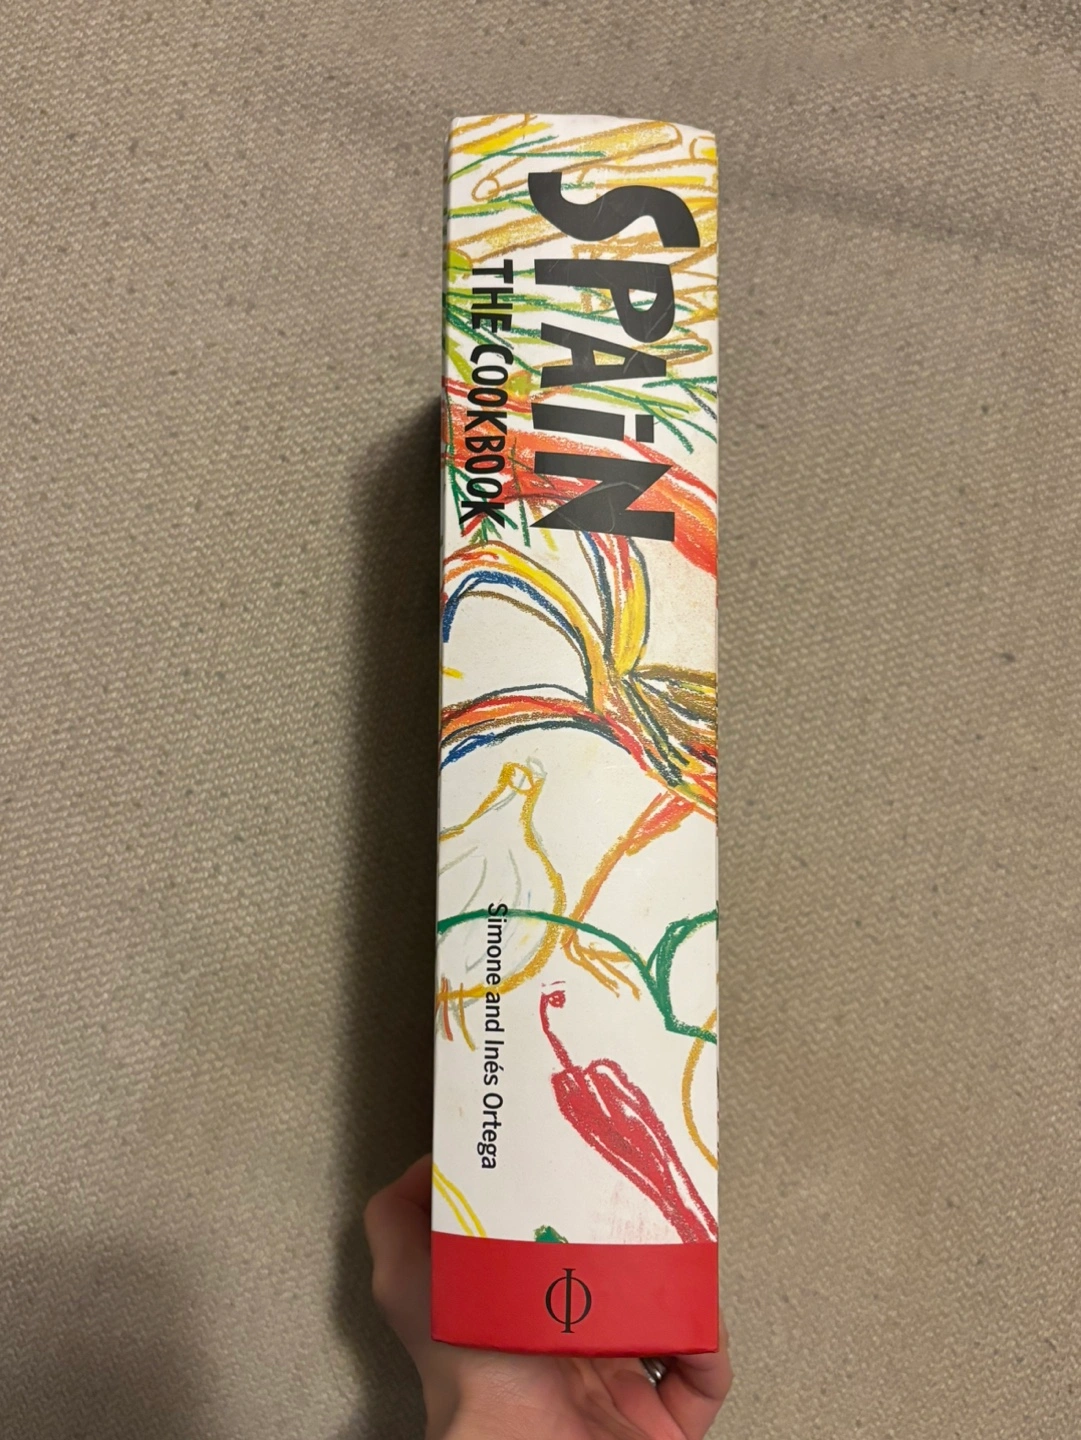 SPAiN
THE COOKBOOK
Simone and Inés Ortega